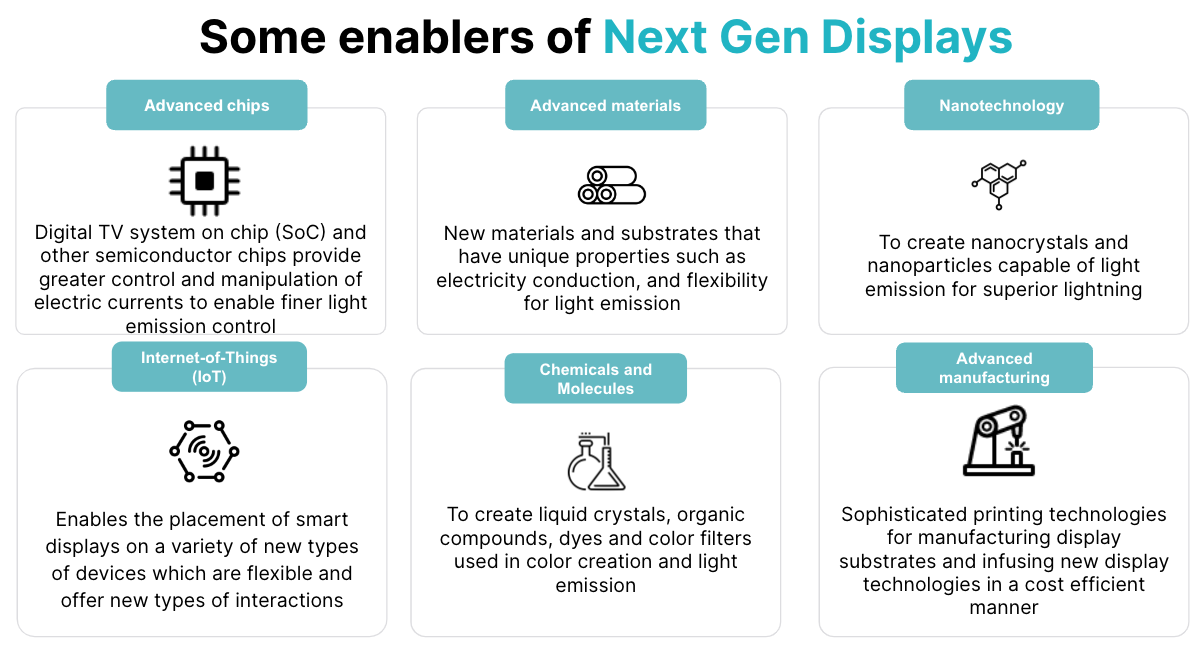 Some enablers of Next Gen Displays
Advanced chips
Digital TV system on chip (SoC) and
other semiconductor chips provide
greater control and manipulation of
electric currents to enable finer light
emission control
Advanced materials
New materials and substrates that
have unique properties such as
electricity conduction, and flexibility
for light emission
Nanotechnology
To create nanocrystals and
nanoparticles capable of light
emission for superior lightning
Internet-of-Things
(IoT)
Enables the placement of smart
displays on a variety of new types
of devices which are flexible and
offer new types of interactions
Chemicals and
Molecules
To create liquid crystals, organic
compounds, dyes and color filters
used in color creation and light
emission
Advanced
manufacturing
Sophisticated printing technologies
for manufacturing display
substrates and infusing new display
technologies in a cost efficient
manner